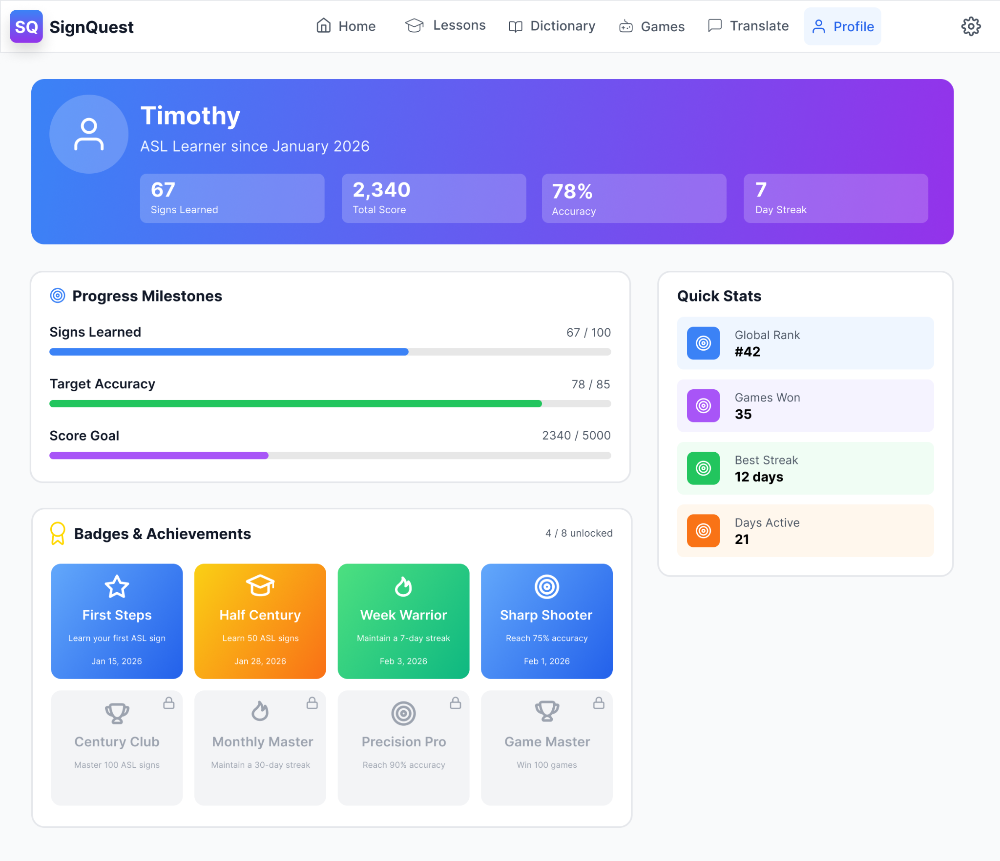 SQ SignQuest
Home Lessons Dictionary Games Translate Profile
Timothy
ASL Learner since January 2026
67
Signs Learned
2,340
Total Score
78%
Accuracy
7
Day Streak
Progress Milestones
Signs Learned 67 / 100
Target Accuracy 78 / 85
Score Goal 2340 / 5000
Quick Stats
Global Rank
#42
Games Won
35
Best Streak
12 days
Days Active
21
Badges & Achievements 4 / 8 unlocked
First Steps
Learn your first ASL sign
Jan 15, 2026
Half Century
Learn 50 ASL signs
Jan 28, 2026
Week Warrior
Maintain a 7-day streak
Feb 3, 2026
Sharp Shooter
Reach 75% accuracy
Feb 1, 2026
Century Club
Master 100 ASL signs
Monthly Master
Maintain a 30-day streak
Precision Pro
Reach 90% accuracy
Game Master
Win 100 games